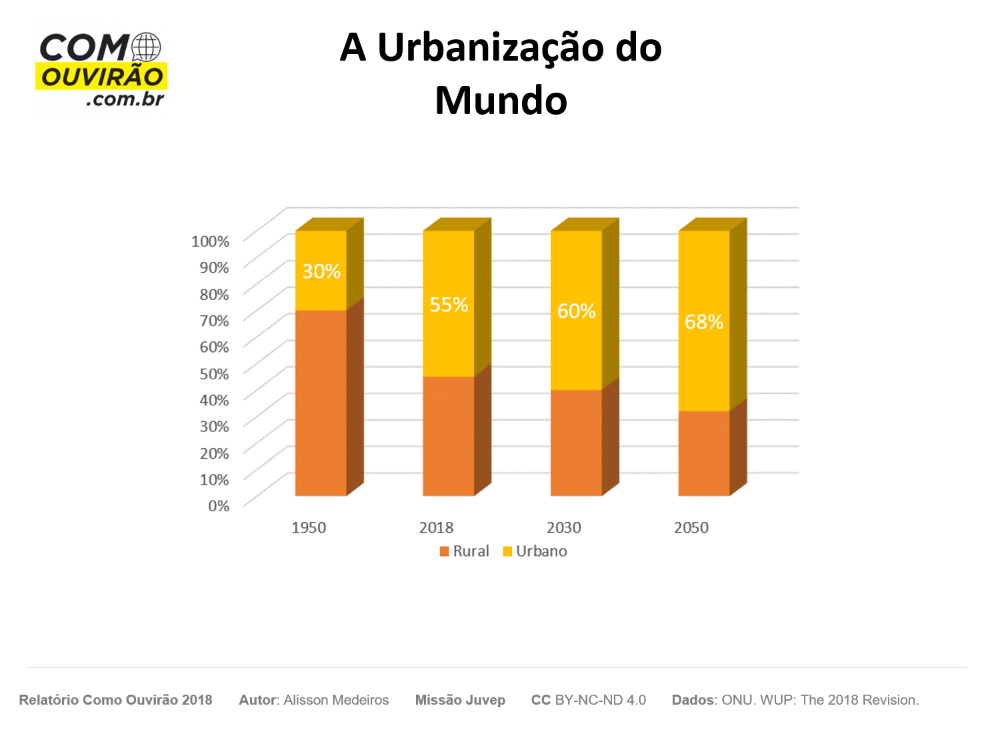 COMO
OUVIRÃO
.com.br
A Urbanização do
Mundo
100%
90%
80%
70%
60%
50%
40%
30%
20%
10%
0%
30%
55%
60%
68%
1950 2018 2030 2050
Rural Urbano
Relatório Como Ouvirão 2018 Autor: Alisson Medeiros Missão Juvep CC BY-NC-ND 4.0 Dados: ONU. WUP: The 2018 Revision.